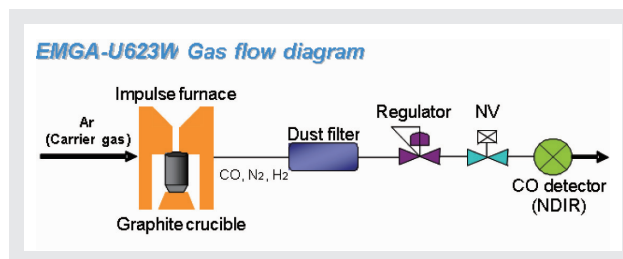 EMGA-U623W Gas flow diagram
Impulse furnace
Ar
(Carrier gas)
Dust filter
Regulator
NV
CO, N2, H2
CO detector
(NDIR)
Graphite crucible